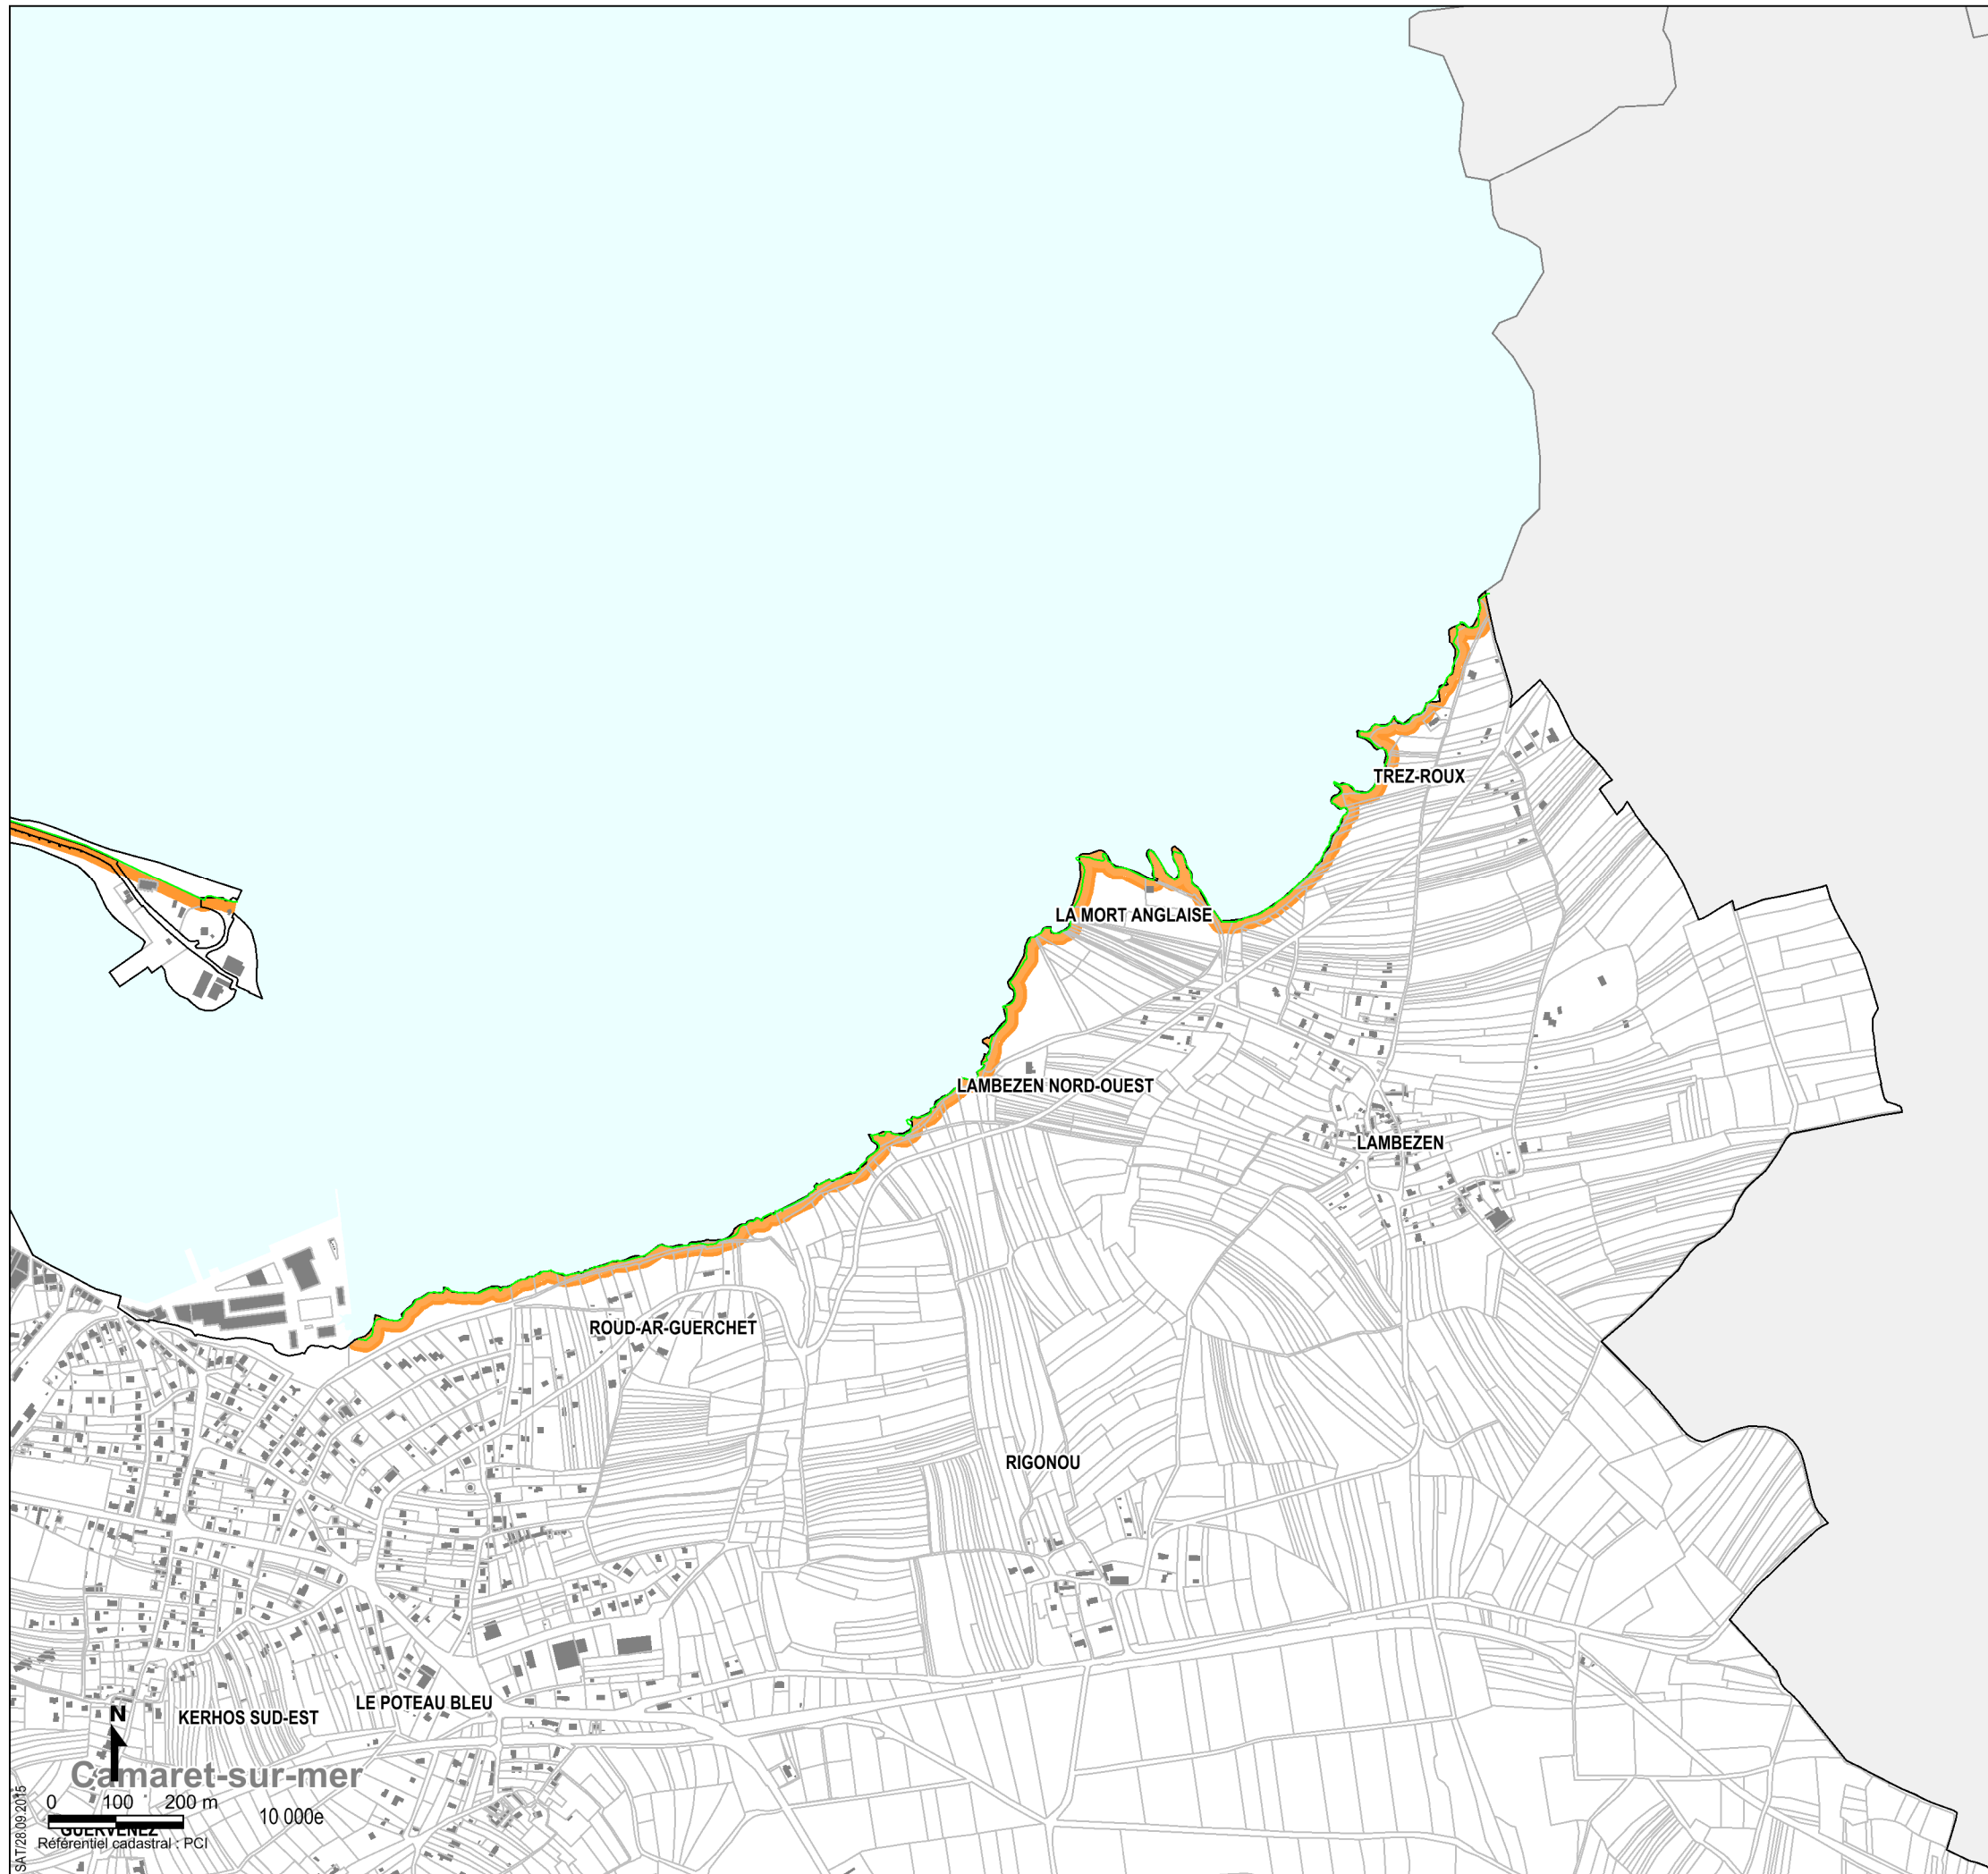 TREZ-ROUX
LA MORT ANGLAISE
LAMBEZEN NORD-OUEST
LAMBEZEN
ROUD-AR-GUERCHET
RIGONOU
LE POTEAU BLEU
KERHOS SUD-EST
N
Camaret-sur-mer
0 100 200 m
10 000e
GUERVENEZ
Référentiel cadastral : PCI
SAT/28.09.2015